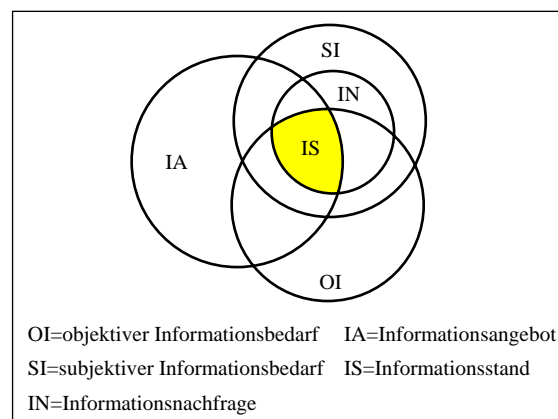 SI
IN
IS
IA
OI
OI=objektiver Informationsbedarf IA=Informationsangebot
SI=subjektiver Informationsbedarf IS=Informationsstand
IN=Informationsnachfrage